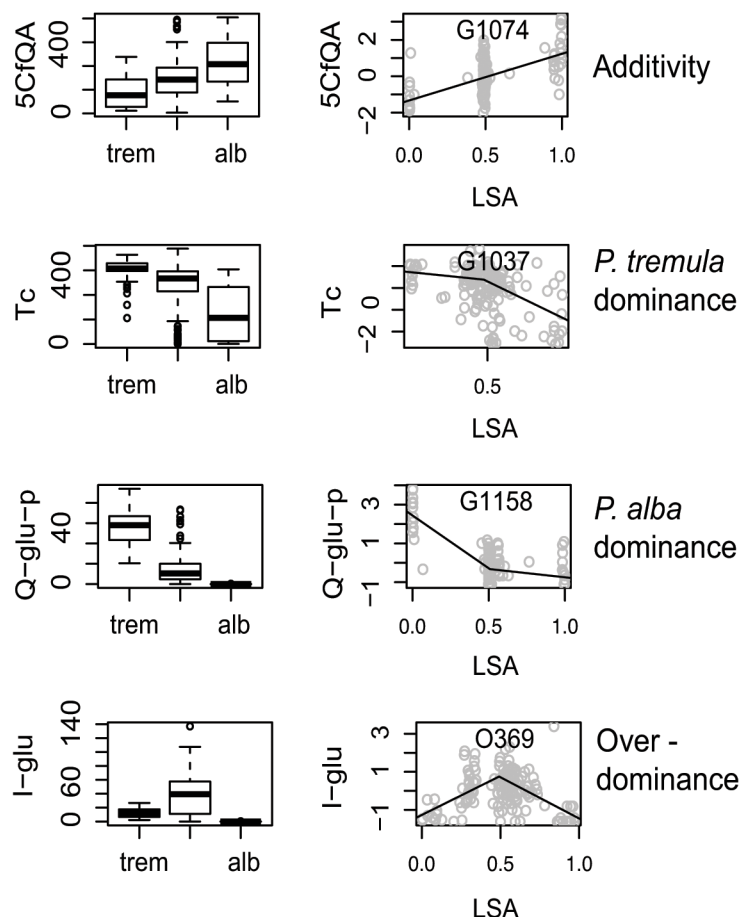 5CfQA
0
400
trem
alb
5CfQA
-2
0
2
G1074
0.0
0.5
1.0
LSA
Additivity
Tc
0
400
trem
alb
Tc
-2
0
G1037
0.5
LSA
P. tremula
dominance
Q-glu-p
0
40
trem
alb
Q-glu-p
-1
1
3
G1158
0.0
0.5
1.0
LSA
P. alba
dominance
I-glu
0
60
140
trem
alb
I-glu
-1
1
3
O369
0.0
0.5
1.0
LSA
Over -
dominance